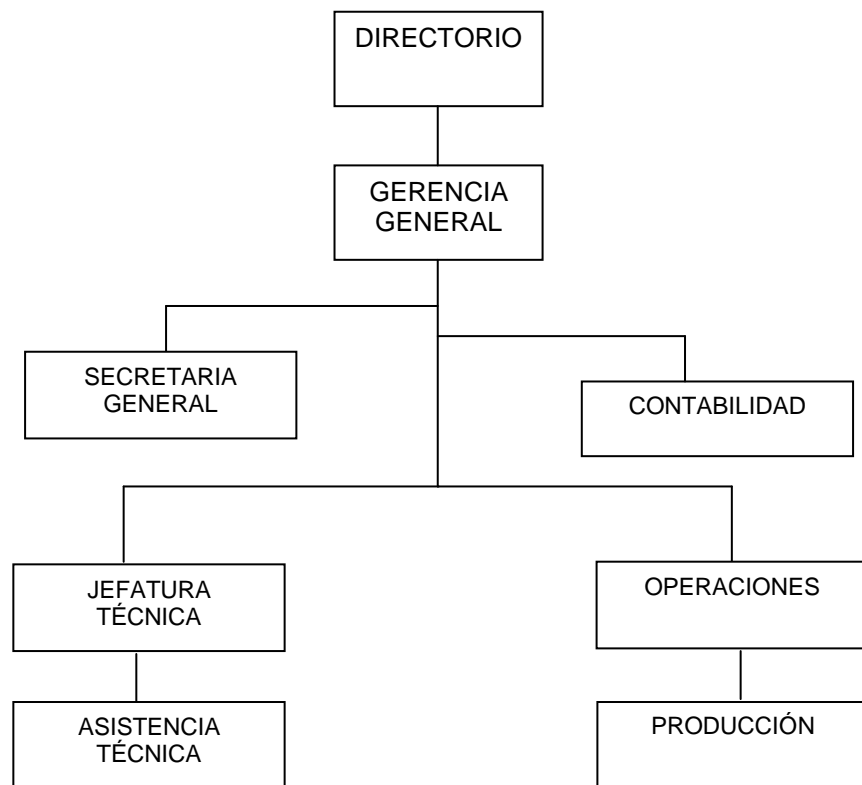 DIRECTORIO
GERENCIA
GENERAL
SECRETARIA
GENERAL
CONTABILIDAD
JEFATURA
TÉCNICA
OPERACIONES
ASISTENCIA
TÉCNICA
PRODUCCIÓN